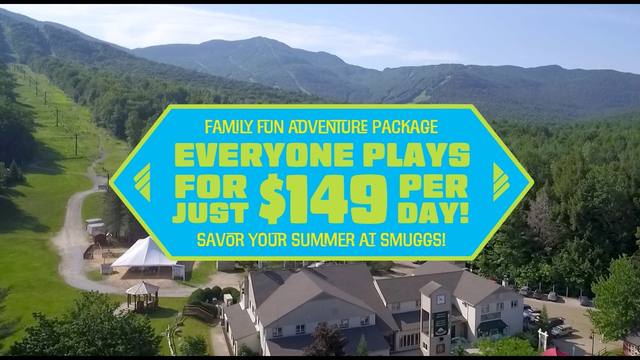 FAMILY FUN ADVENTURE PACKAGE
EVERYONE PLAYS
FOR JUST $149 PER DAY!
SAVOR YOUR SUMMER AT SMUGGS!